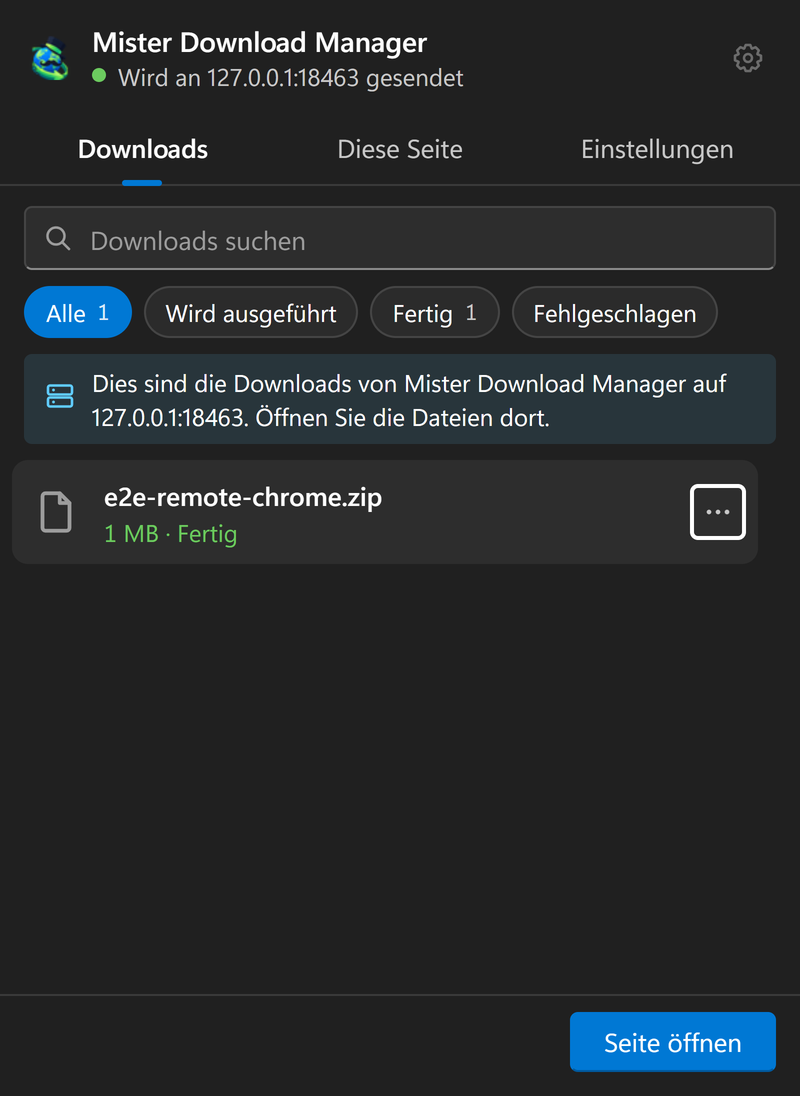 Mister Download Manager
Wird an 127.0.0.1:18463 gesendet
Downloads
Diese Seite
Einstellungen
Downloads suchen
Alle 1
Wird ausgeführt
Fertig 1
Fehlgeschlagen
Dies sind die Downloads von Mister Download Manager auf
127.0.0.1:18463. Öffnen Sie die Dateien dort.
e2e-remote-chrome.zip
1 MB · Fertig
Seite öffnen